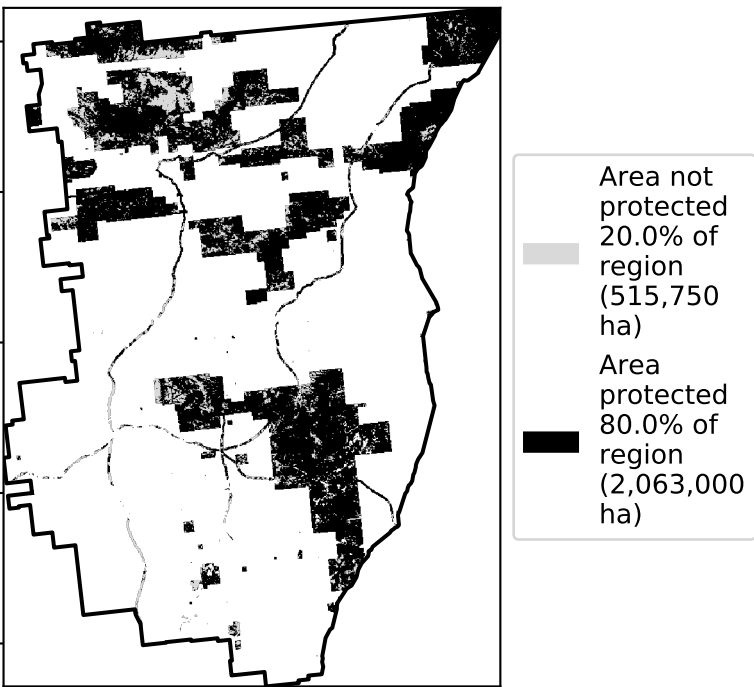 Area not
protected
20.0% of
region
(515,750
ha)
Area
protected
80.0% of
region
(2,063,000
ha)